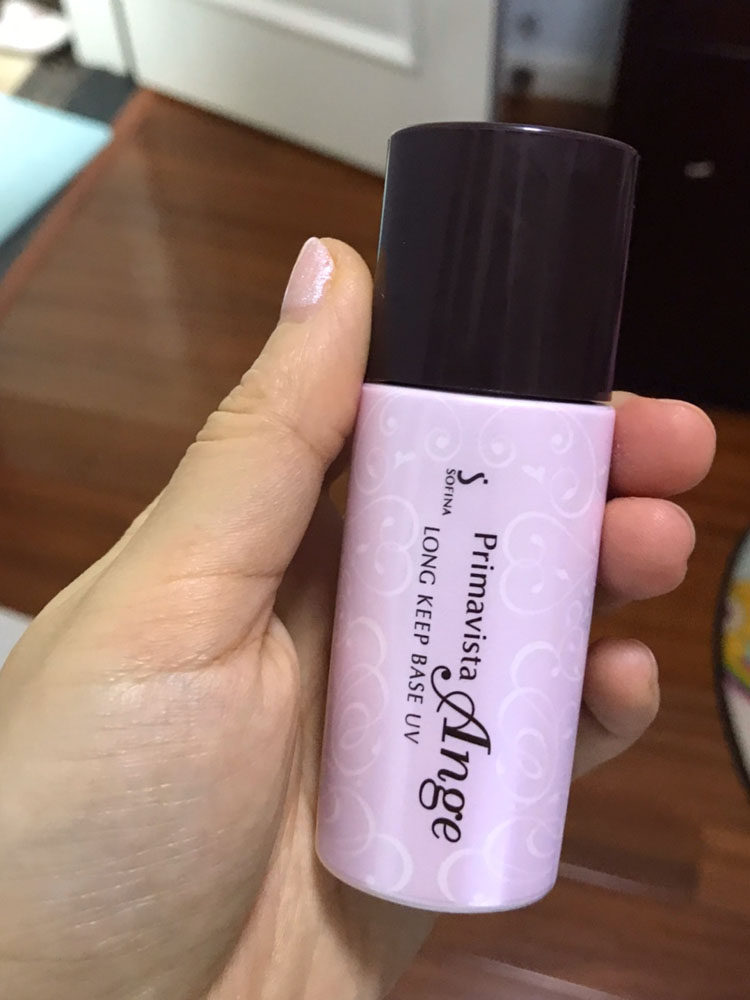 SOFINA
Primavista
Ange
LONG KEEP BASE UV